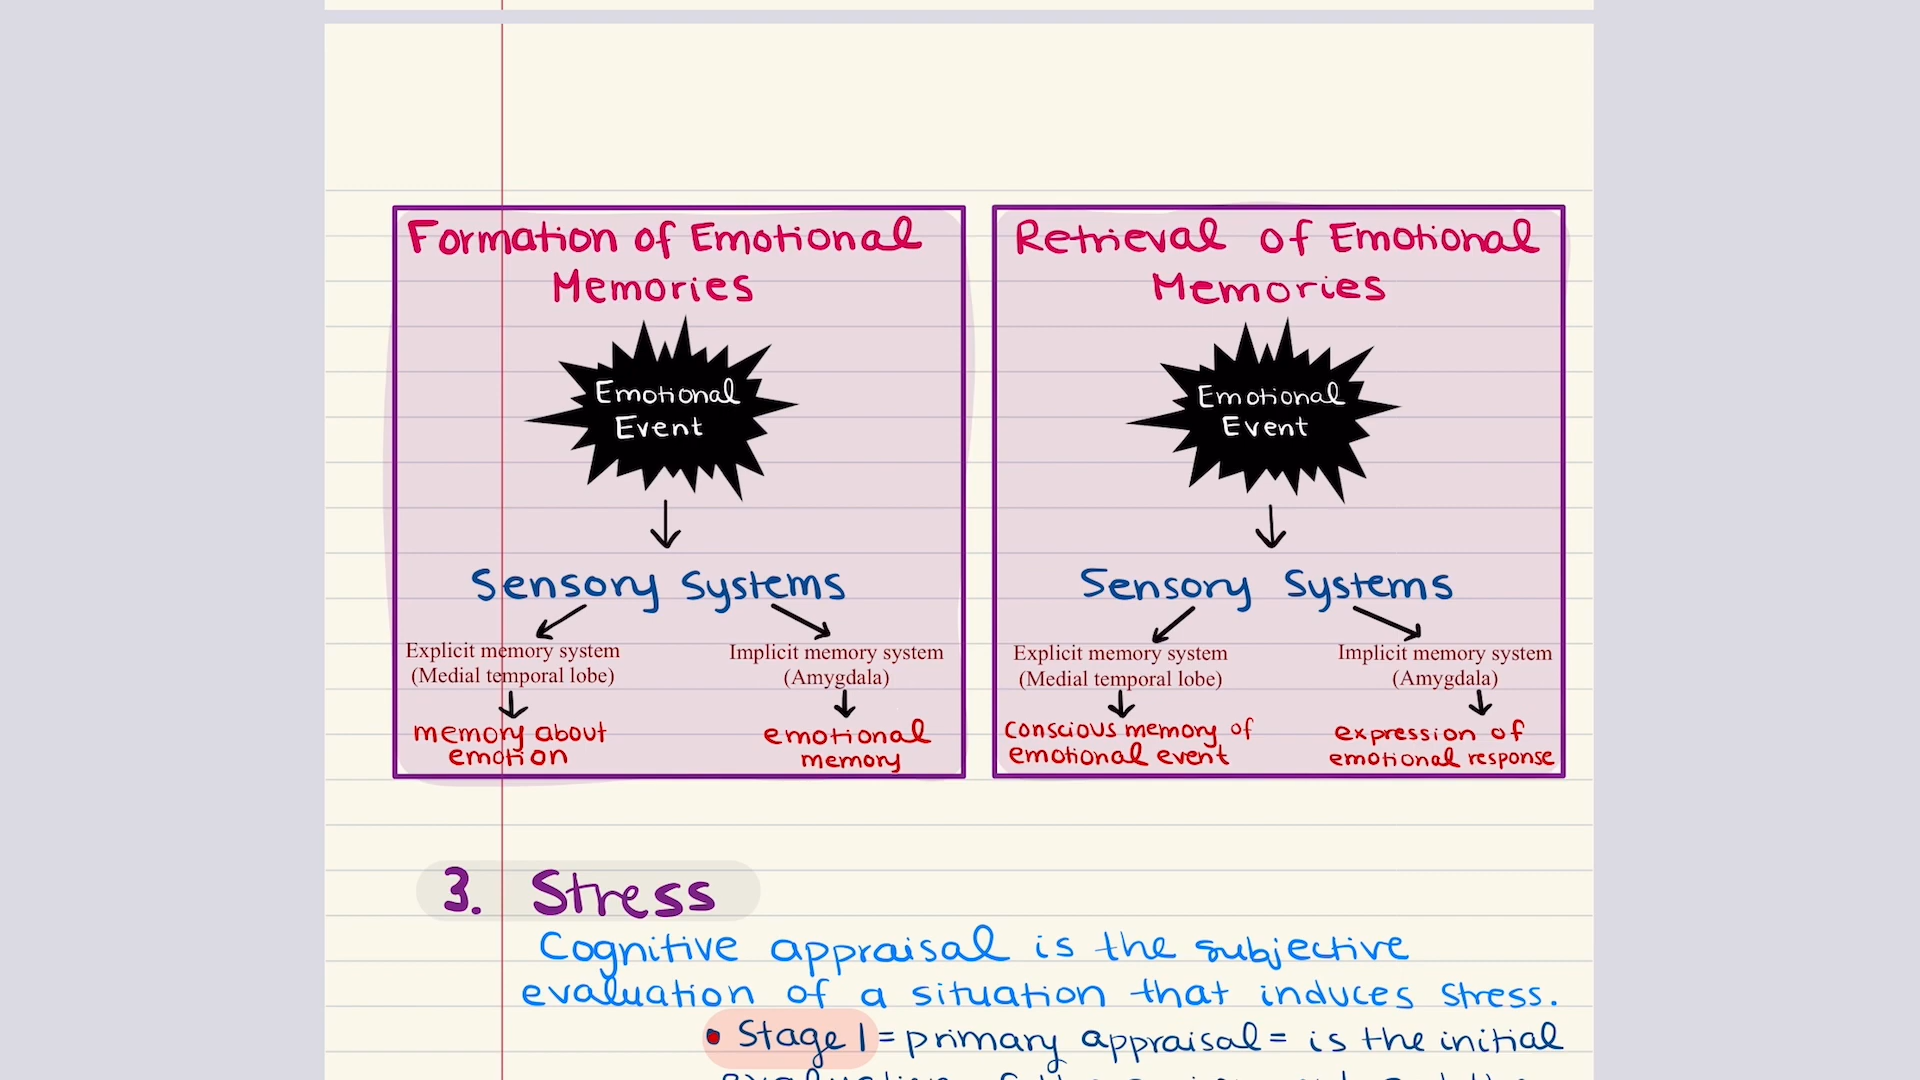 Formation of Emotional
Memories
Emotional
Event
Sensory Systems
Explicit memory system
(Medial temporal lobe)
memory about
emotion
Implicit memory system
(Amygdala)
emotional
memory
Retrieval of Emotional
Memories
Emotional
Event
Sensory Systems
Explicit memory system
(Medial temporal lobe)
conscious memory of
emotional event
Implicit memory system
(Amygdala)
expression of
emotional response
3. Stress
Cognitive appraisal is the subjective
evaluation of a situation that induces stress.
• Stage 1 = primary appraisal = is the initial